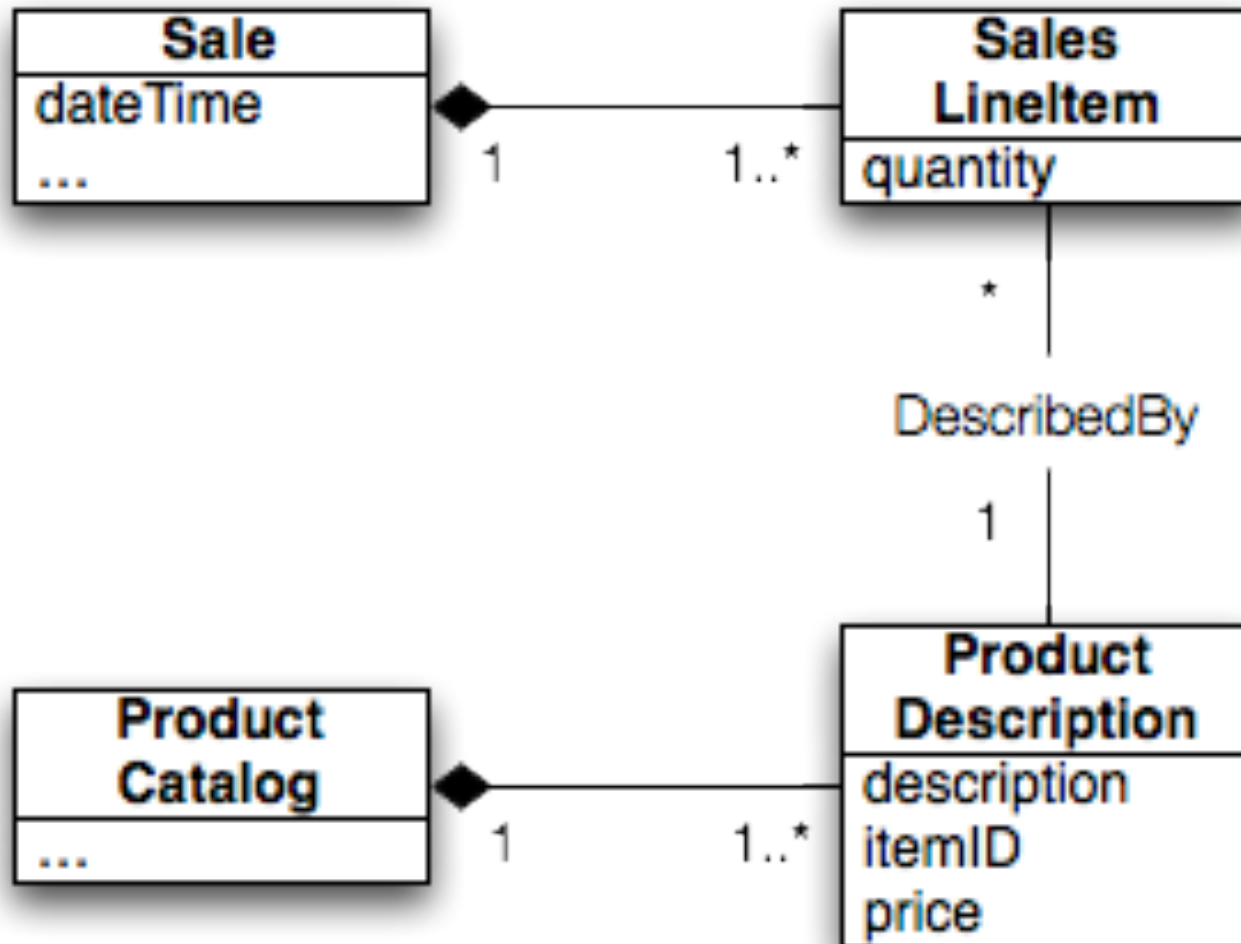 Sale
dateTime
...
1
1..*
Sales
LineItem
quantity
*
DescribedBy
1
Product
Catalog
...
1
1..*
Product
Description
description
itemID
price